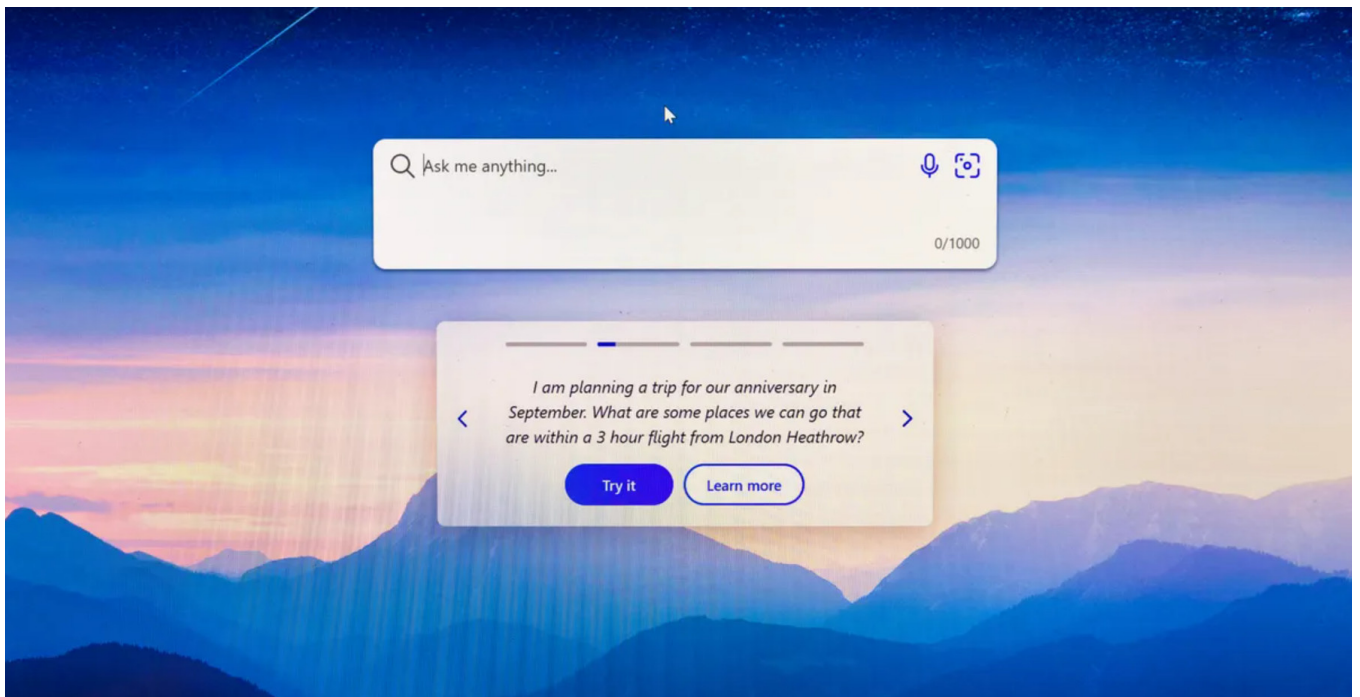 Ask me anything...
0/1000
I am planning a trip for our anniversary in
September. What are some places we can go that
are within a 3 hour flight from London Heathrow?
Try it
Learn more